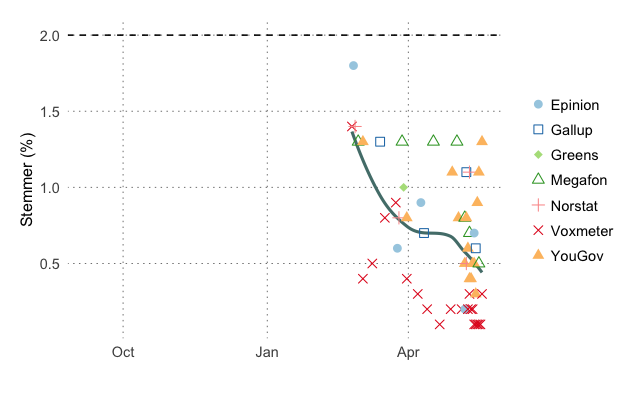 2.0
1.5
1.0
0.5
Stemmer (%)
Oct
Jan
Apr
Epinion
Gallup
Greens
Megafon
Norstat
Voxmeter
YouGov